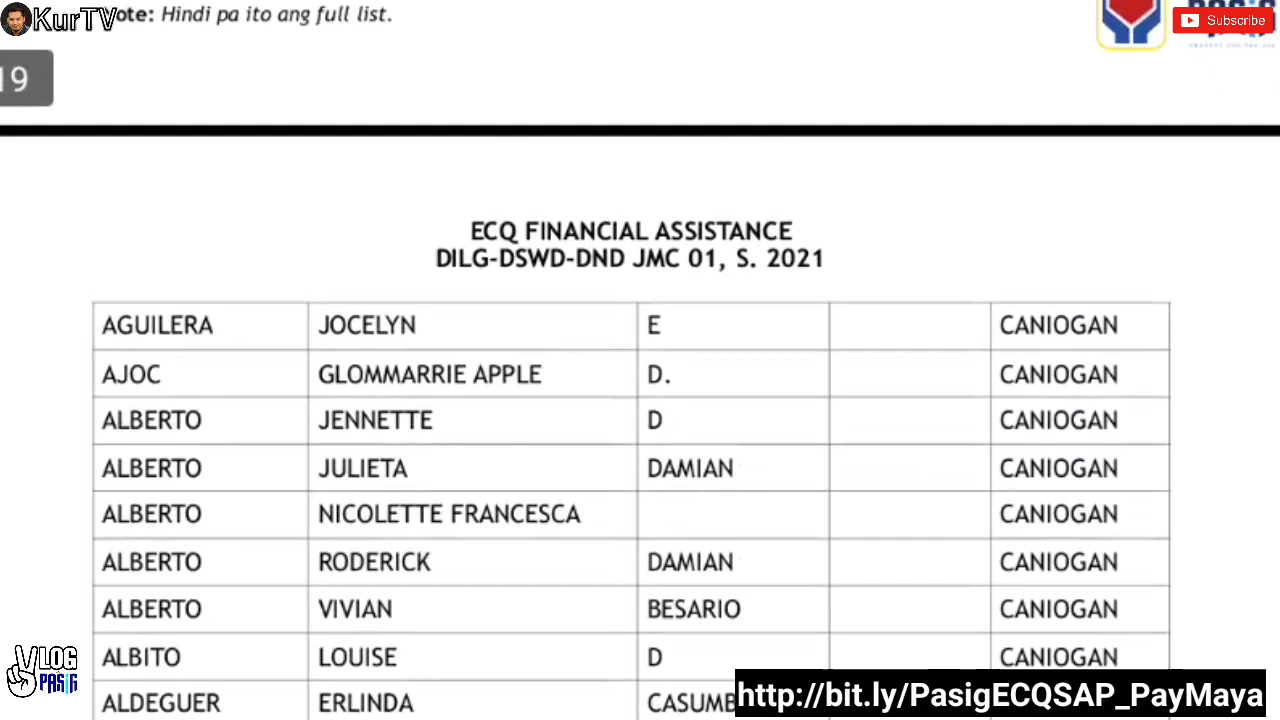 KurTV
ote: Hindi pa ito ang full list.
Subscribe
19
ECQ FINANCIAL ASSISTANCE
DILG-DSWD-DND JMC 01, S. 2021
AGUILERA JOCELYN E CANIOGAN
AJOC GLOMMARRIE APPLE D. CANIOGAN
ALBERTO JENNETTE D CANIOGAN
ALBERTO JULIETA DAMIAN CANIOGAN
ALBERTO NICOLETTE FRANCESCA CANIOGAN
ALBERTO RODERICK DAMIAN CANIOGAN
ALBERTO VIVIAN BESARIO CANIOGAN
ALBITO LOUISE D CANIOGAN
ALDEGUER ERLINDA CASUMB
VLOG
PASIG
http://bit.ly/PasigECQSAP_PayMaya